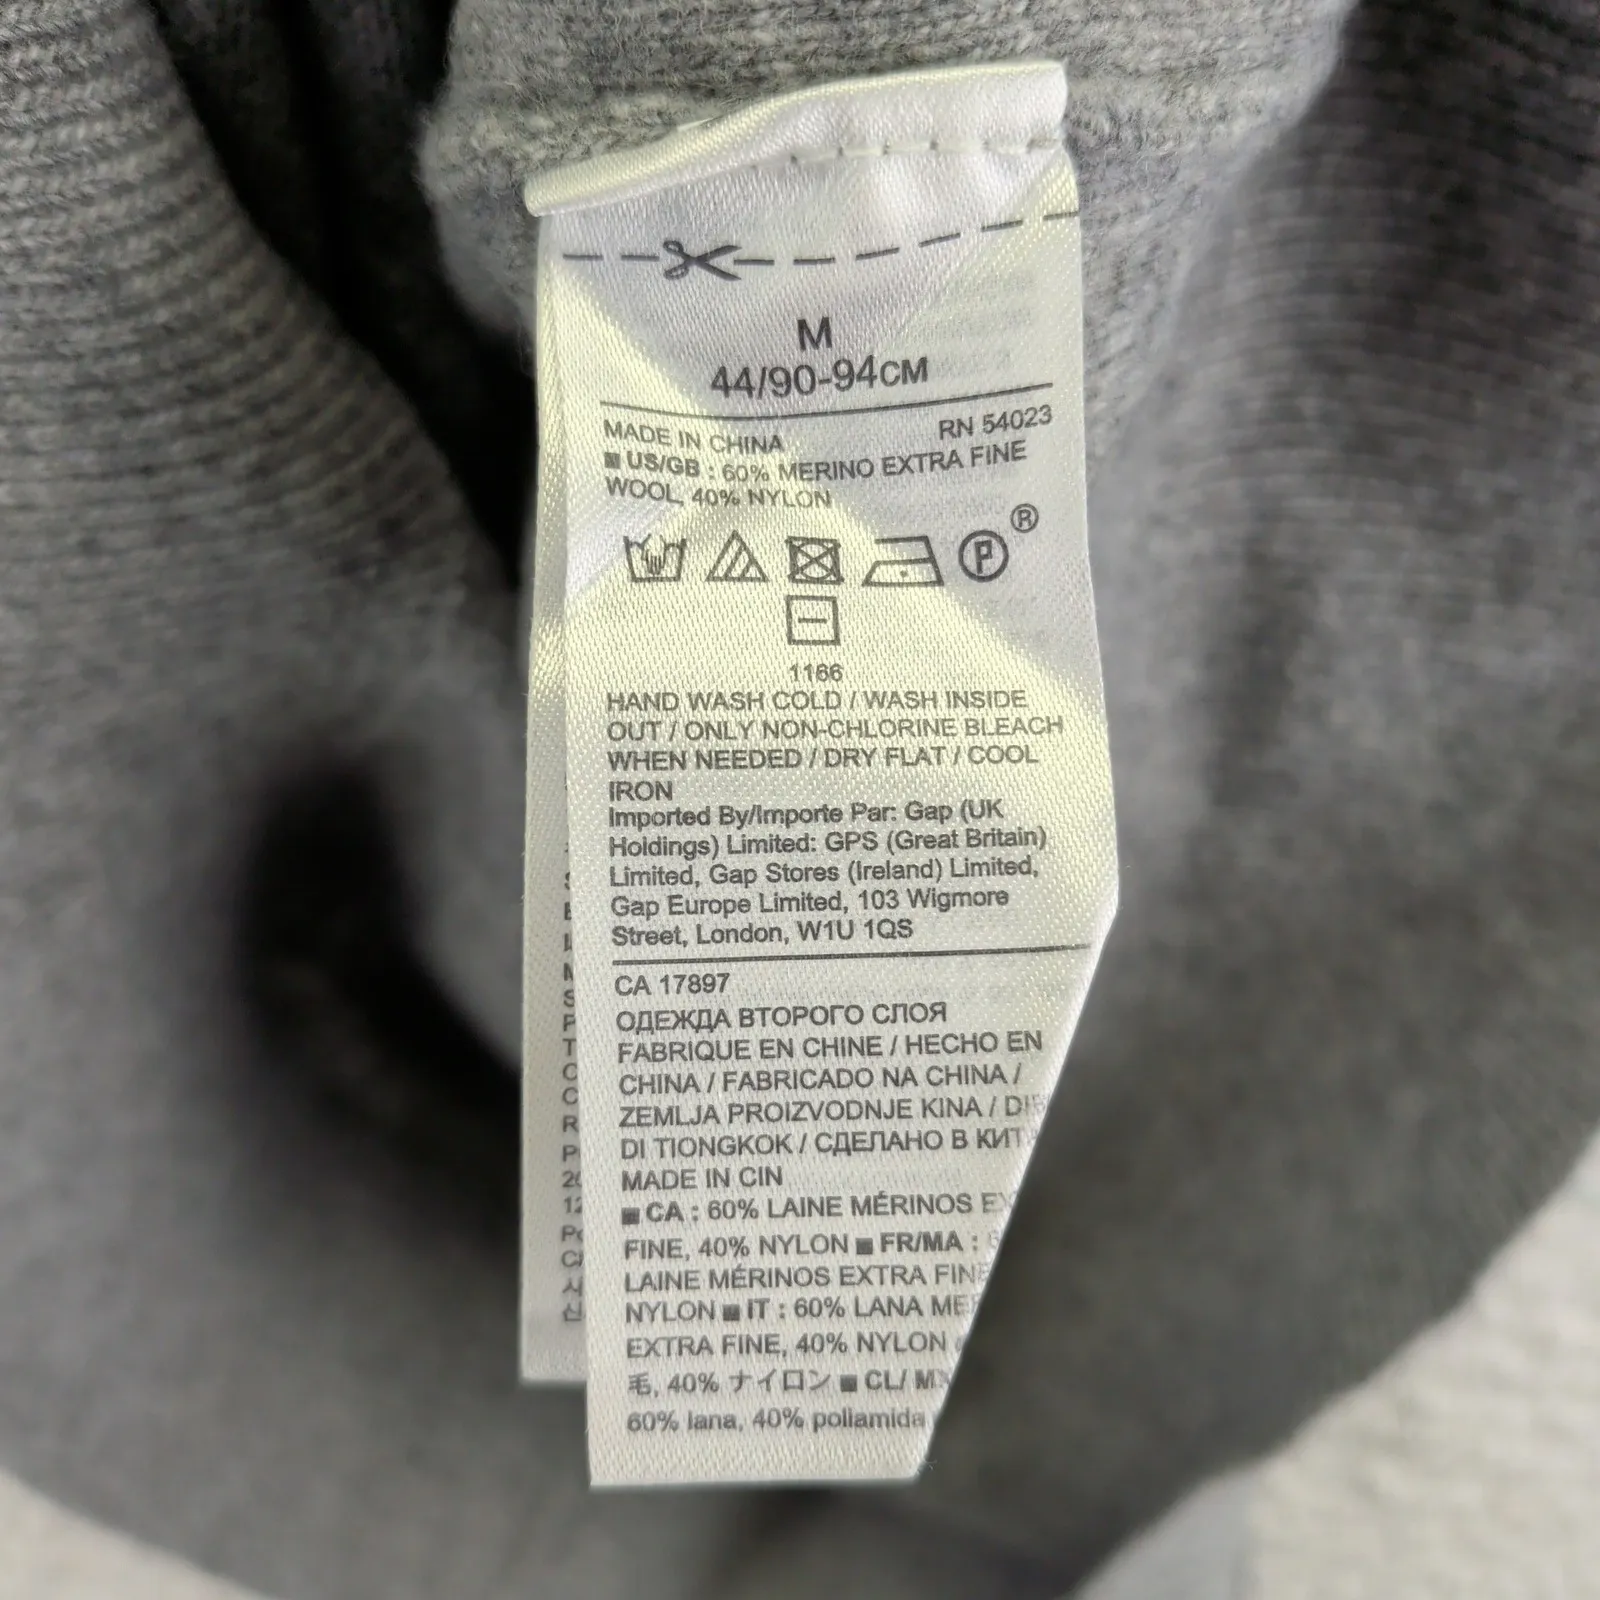 M
44/90-94CM
MADE IN CHINA RN 54023
US/GB : 60% MERINO EXTRA FINE
WOOL, 40% NYLON
P ®
1166
HAND WASH COLD / WASH INSIDE
OUT / ONLY NON-CHLORINE BLEACH
WHEN NEEDED / DRY FLAT / COOL
IRON
Imported By/Importe Par: Gap (UK
Holdings) Limited: GPS (Great Britain)
Limited, Gap Stores (Ireland) Limited,
Gap Europe Limited, 103 Wigmore
Street, London, W1U 1QS
CA 17897
ОДЕЖДА ВТОРОГО СЛОЯ
FABRIQUE EN CHINE / HECHO EN
CHINA / FABRICADO NA CHINA /
ZEMLJA PROIZVODNJE KINA /
DI TIONGKOK / СДЕЛАНО В
MADE IN CIN
CA : 60% LAINE MÉRINOS
FINE, 40% NYLON FR/MA :
LAINE MÉRINOS EXTRA
NYLON IT : 60% LANA
EXTRA FINE, 40% NYLON
毛, 40% ナイロン CL/
60% lana, 40% poliamida